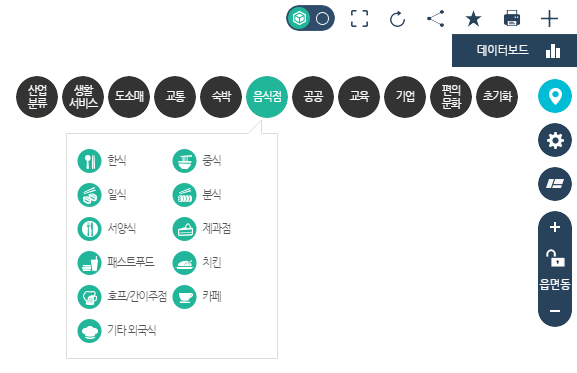 데이터보드
산업
분류
생활
서비스
도소매
교통
숙박
음식점
공공
교육
기업
편의
문화
초기화
한식
중식
일식
분식
서양식
제과점
패스트푸드
치킨
호프/간이주점
카페
기타 외국식
읍면동